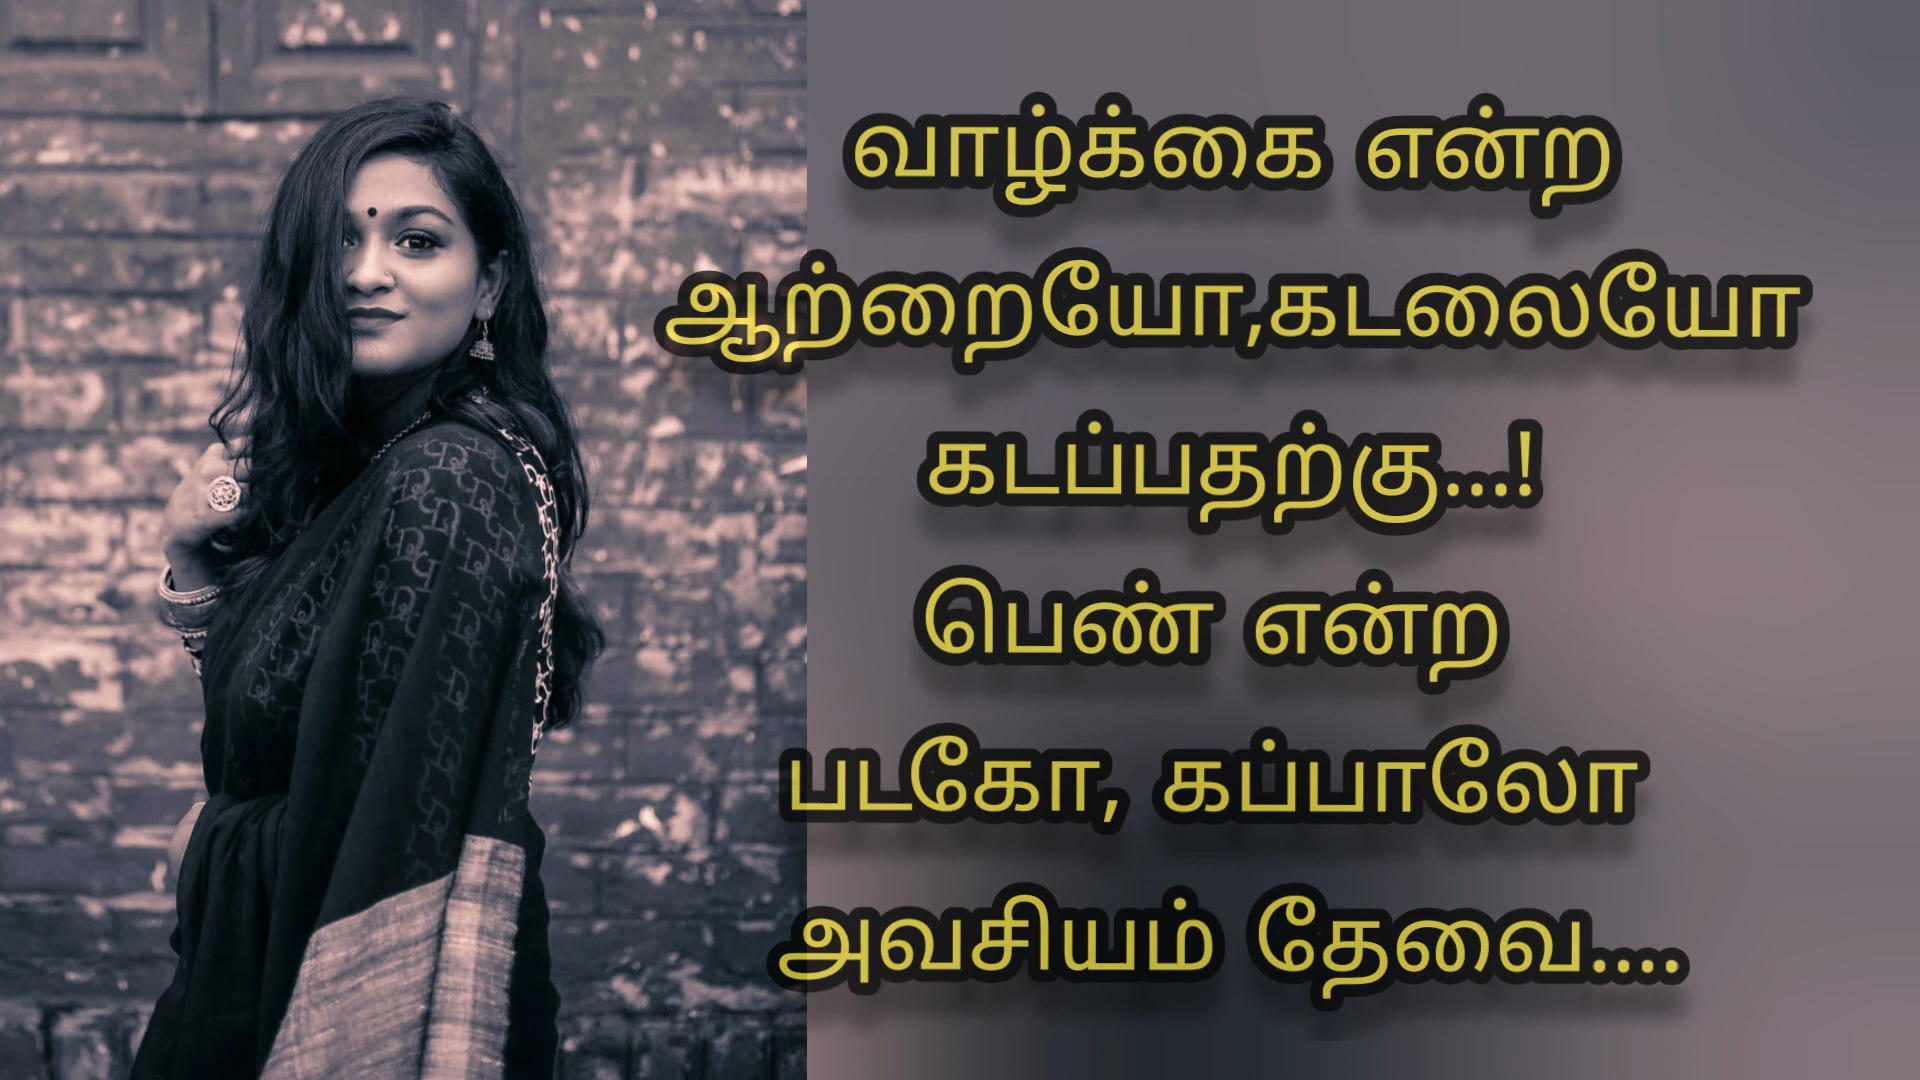 வாழ்க்கை என்ற
ஆற்றையோ,கடலையோ
கடப்பதற்கு...!
பெண் என்ற
படகோ, கப்பாலோ
அவசியம் தேவை....